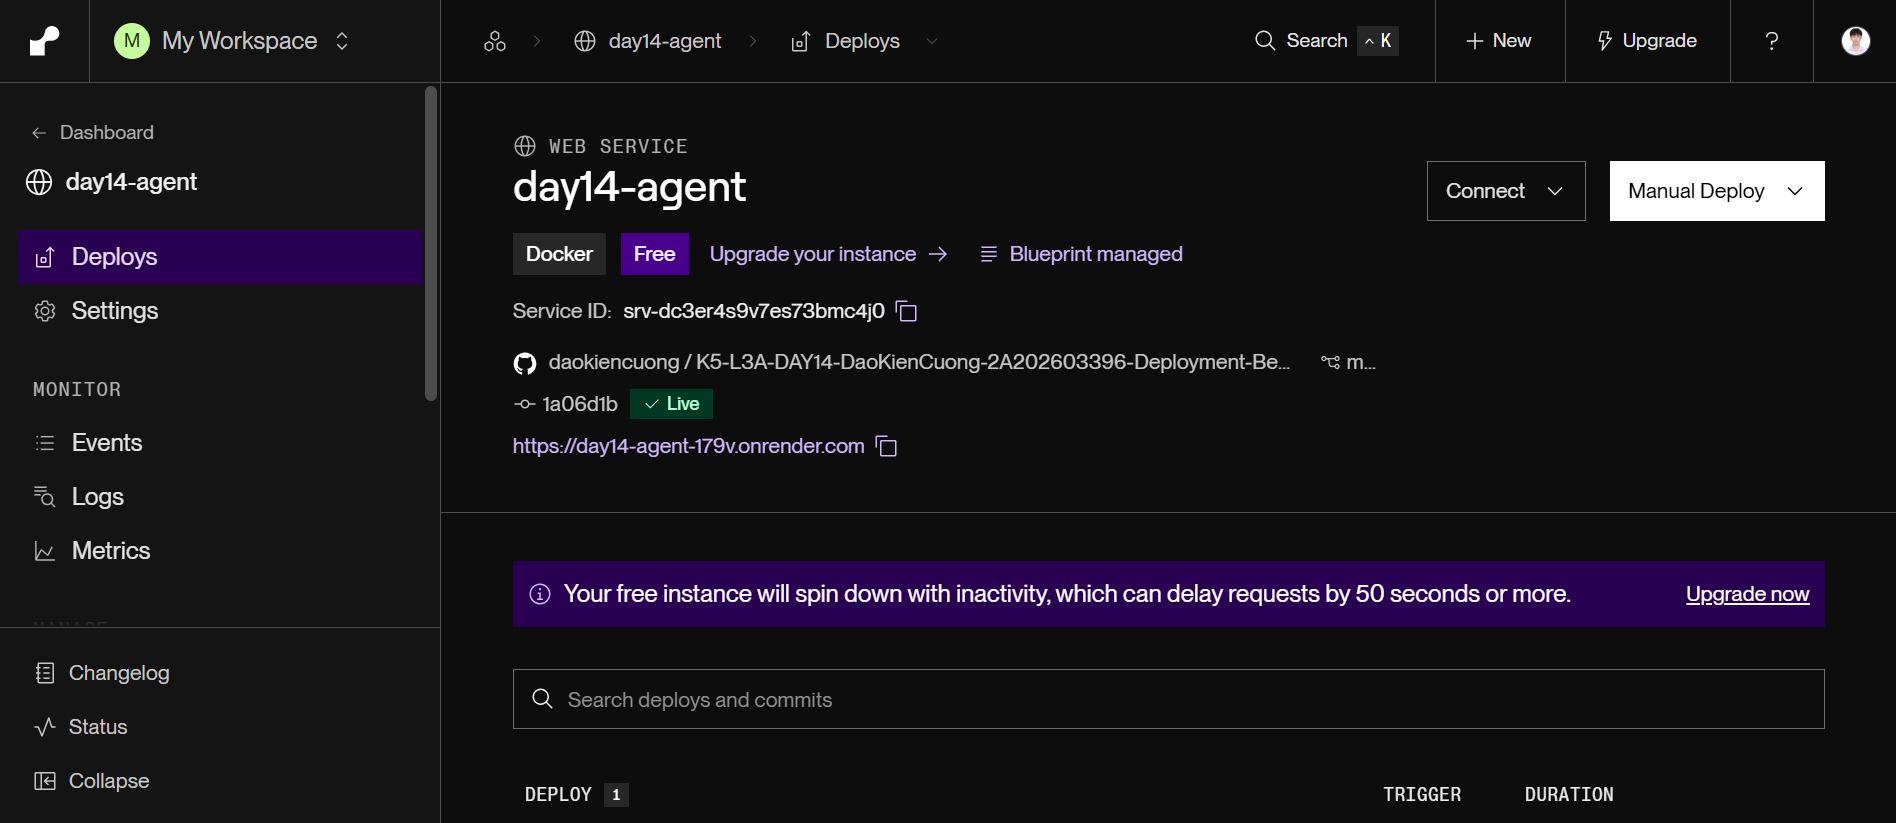 M My Workspace
day14-agent
Deploys
Search ^ K
+ New
Upgrade
?
← Dashboard
day14-agent
Deploys
Settings
MONITOR
Events
Logs
Metrics
MANAGE
Changelog
Status
Collapse
WEB SERVICE
day14-agent
Connect
Manual Deploy
Docker Free Upgrade your instance → Blueprint managed
Service ID: srv-dc3er4s9v7es73bmc4j0
daokiencuong / K5-L3A-DAY14-DaoKienCuong-2A202603396-Deployment-Be... m...
1a06d1b Live
https://day14-agent-179v.onrender.com
Your free instance will spin down with inactivity, which can delay requests by 50 seconds or more. Upgrade now
Search deploys and commits
DEPLOY 1 TRIGGER DURATION